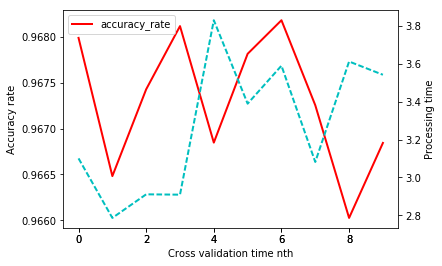 accuracy_rate
Accuracy rate
0.9680
0.9675
0.9670
0.9665
0.9660
3.8
3.6
3.4
3.2
3.0
2.8
Processing time
0 2 4 6 8
Cross validation time nth